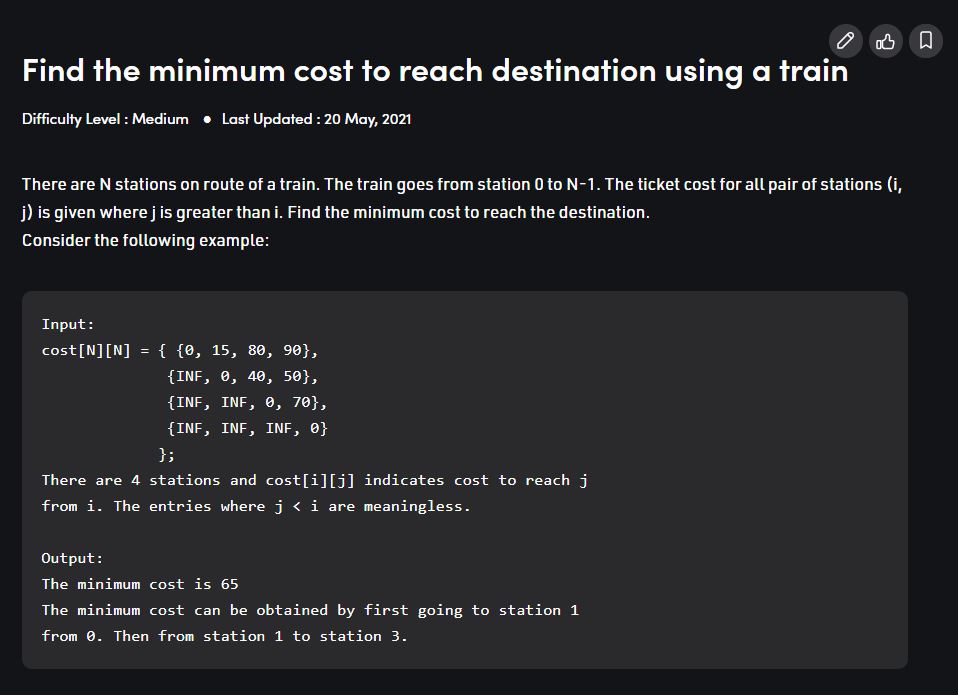 Find the minimum cost to reach destination using a train
Difficulty Level : Medium ● Last Updated : 20 May, 2021
There are N stations on route of a train. The train goes from station 0 to N-1. The ticket cost for all pair of stations (i,
j) is given where j is greater than i. Find the minimum cost to reach the destination.
Consider the following example:
Input:
cost[N][N] = { {0, 15, 80, 90},
{INF, 0, 40, 50},
{INF, INF, 0, 70},
{INF, INF, INF, 0}
};
There are 4 stations and cost[i][j] indicates cost to reach j
from i. The entries where j < i are meaningless.
Output:
The minimum cost is 65
The minimum cost can be obtained by first going to station 1
from 0. Then from station 1 to station 3.